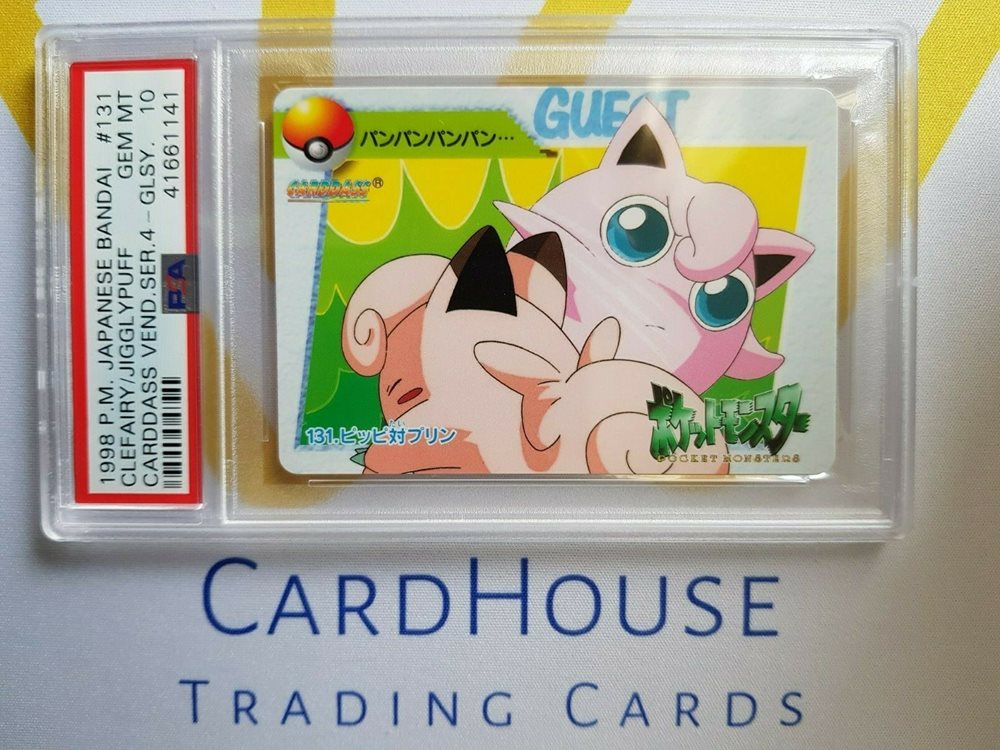 1998 P.M. JAPANESE BANDAI #131
CLEFAIRY/JIGGLYPUFF GEM MT
CARDDASS VEND.SER.4-GLSY. 10
41661141
PSA
パンパンパンパン…
GUEST
CARDDASS®
131.ピッピ対プリン
たい
ポケットモンスター
POCKET MONSTERS
CARDHOUSE
TRADING CARDS